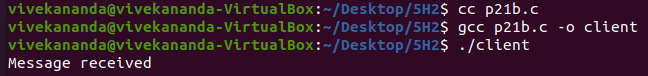 vivekananda@vivekananda-VirtualBox:~/Desktop/5H2$ cc p21b.c
vivekananda@vivekananda-VirtualBox:~/Desktop/5H2$ gcc p21b.c -o client
vivekananda@vivekananda-VirtualBox:~/Desktop/5H2$ ./client
Message received